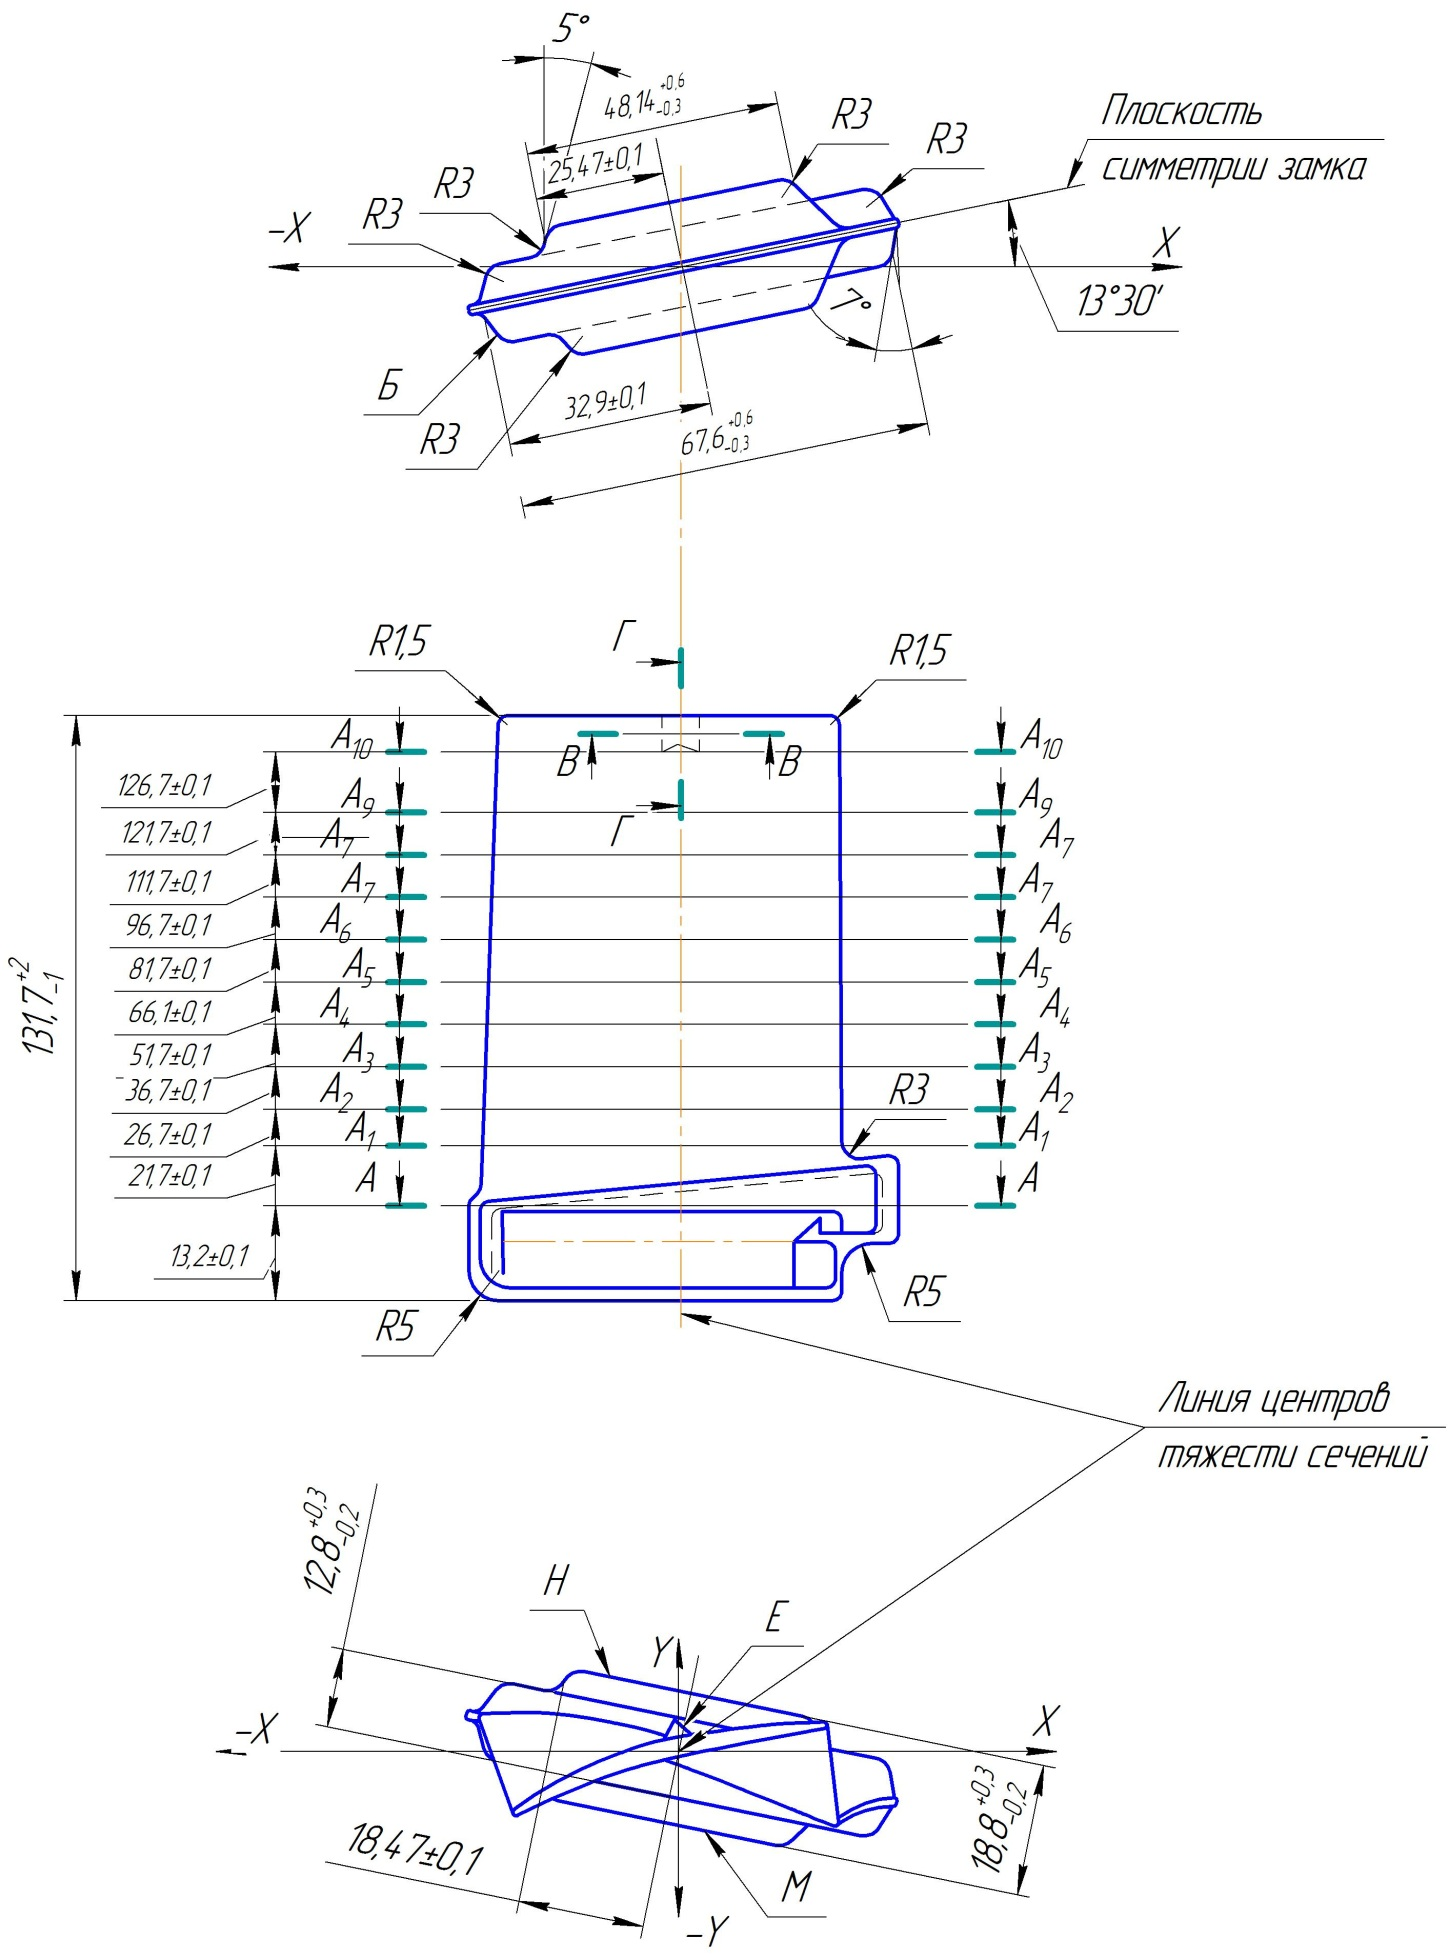 5°
48,14 +0,6 -0,3
25,47±0,1
R3
R3
R3
R3
Плоскость
симметрии замка
-X
X
13°30'
7°
Б
R3
32,9±0,1
67,6 +0,6 -0,3
R1,5
Г
R1,5
A10
A10
B
B
126,7±0,1
A9
A9
121,7±0,1
A7
Г
A7
111,7±0,1
A7
A7
96,7±0,1
A6
A6
81,7±0,1
A5
A5
66,1±0,1
A4
A4
131,7 +2 -1
51,7±0,1
A3
A3
36,7±0,1
A2
R3
A2
26,7±0,1
A1
A1
21,7±0,1
A
A
13,2±0,1
R5
R5
Линия центров
тяжести сечений
12,8 +0,3 -0,2
H
E
Y
-X
X
18,8 +0,3 -0,2
18,47±0,1
M
-Y